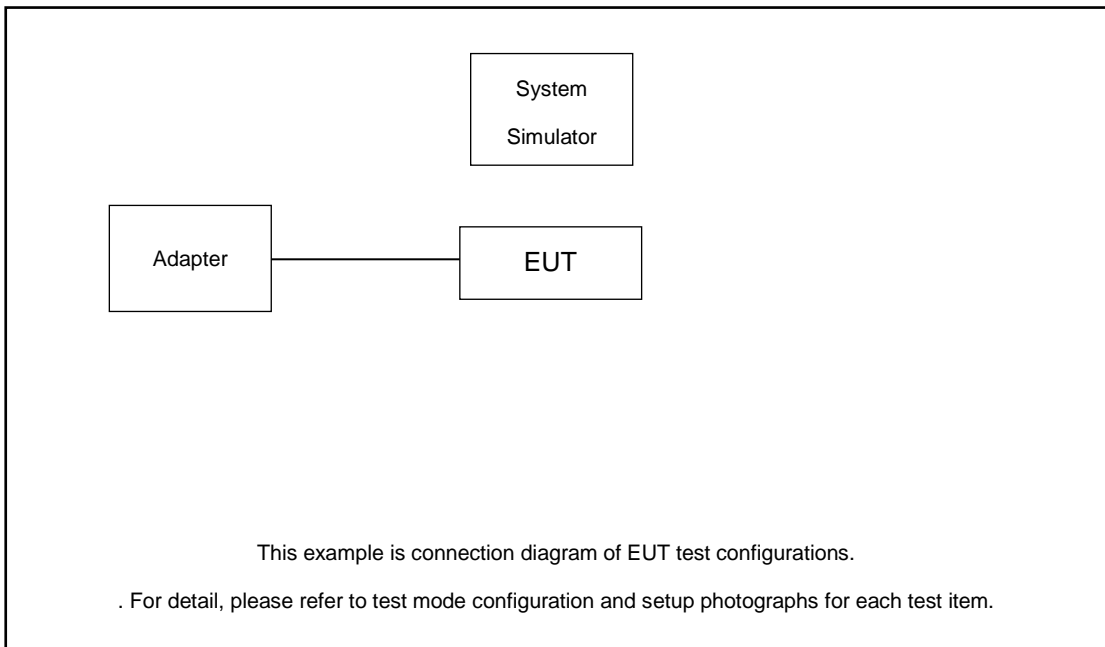 System
Simulator
Adapter
EUT
This example is connection diagram of EUT test configurations.
. For detail, please refer to test mode configuration and setup photographs for each test item.